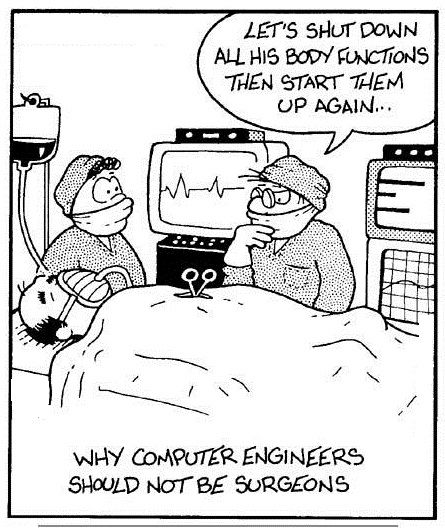 LET'S SHUT DOWN
ALL HIS BODY FUNCTIONS
THEN START THEM
UP AGAIN...
WHY COMPUTER ENGINEERS
SHOULD NOT BE SURGEONS